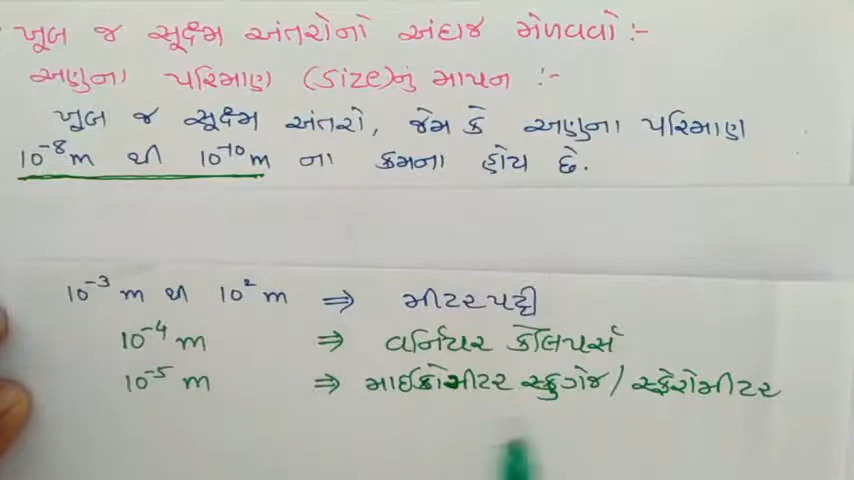 ખૂબ જ સૂક્ષ્મ અંતરોનો અંદાજ મેળવવો :-
અણુના પરિમાણ (size)નું માપન :-
ખૂબ જ સૂક્ષ્મ અંતરો, જેમ કે અણુના પરિમાણ
10⁻⁸m થી 10⁻¹⁰m ના ક્રમના હોય છે.
10⁻³ m થી 10² m ⇒ મીટરપટ્ટી
10⁻⁴ m ⇒ વર્નિયર કેલિપર્સ
10⁻⁵ m ⇒ માઈક્રોમીટર સ્ક્રુગેજ / સ્ફેરોમીટર